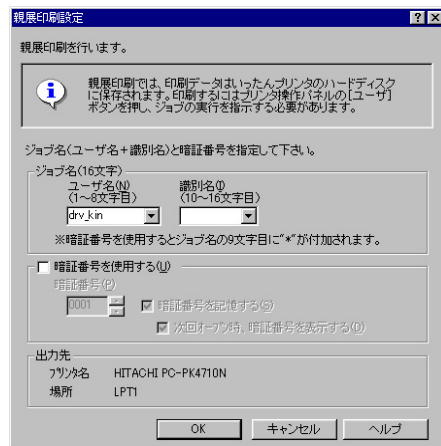 親展印刷設定
親展印刷を行います。
親展印刷では、印刷データはいったんプリンタのハードディスク
に保存されます。印刷するにはプリンタ操作パネルの[ユーザ]
ボタンを押し、ジョブの実行を指示する必要があります。
ジョブ名(ユーザ名+識別名)と暗証番号を指定して下さい。
ジョブ名(16文字)
ユーザ名(N) 識別名(I)
(1~8文字目) (10~16文字目)
drv_kin
※暗証番号を使用するとジョブ名の9文字目に"*"が付加されます。
暗証番号を使用する(U)
暗証番号(P)
0001 暗証番号を記憶する(S)
次回オープン時、暗証番号を表示する(D)
出力先
プリンタ名 HITACHI PC-PK4710N
場所 LPT1
OK キャンセル ヘルプ